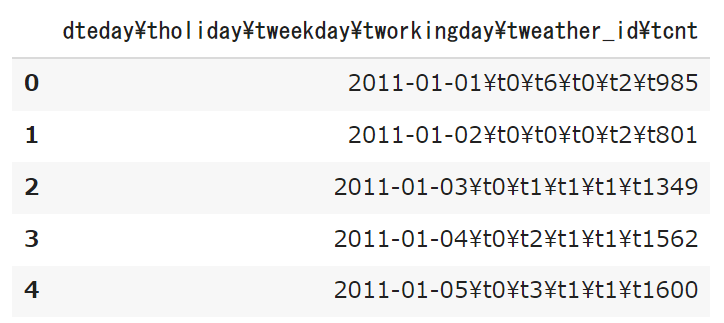 dteday¥tholiday¥tweekday¥tworkingday¥tweather_id¥tcnt
0 2011-01-01¥t0¥t6¥t0¥t2¥t985
1 2011-01-02¥t0¥t0¥t0¥t2¥t801
2 2011-01-03¥t0¥t1¥t1¥t1¥t1349
3 2011-01-04¥t0¥t2¥t1¥t1¥t1562
4 2011-01-05¥t0¥t3¥t1¥t1¥t1600